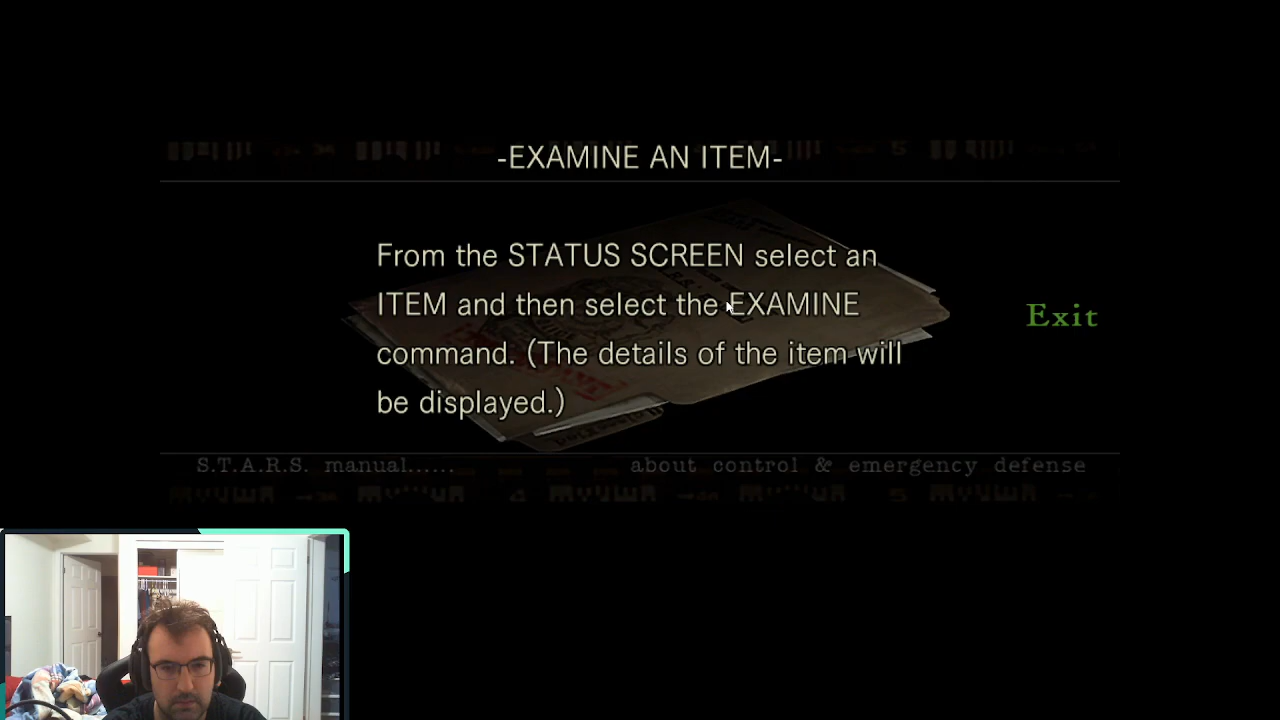 -EXAMINE AN ITEM-
From the STATUS SCREEN select an
ITEM and then select the EXAMINE
command. (The details of the item will
be displayed.)
Exit
S.T.A.R.S. manual...... about control & emergency defense